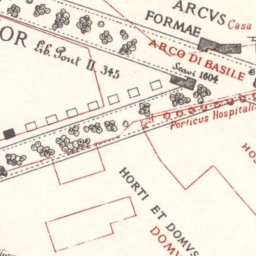 ARCVS
FORMAE
Casa
OR
Lib. Pont II 345
ARCO DI BASILE
Scavi 1604
Porticus Hospitali
HO
HORTI ET DOMVS
DOMV